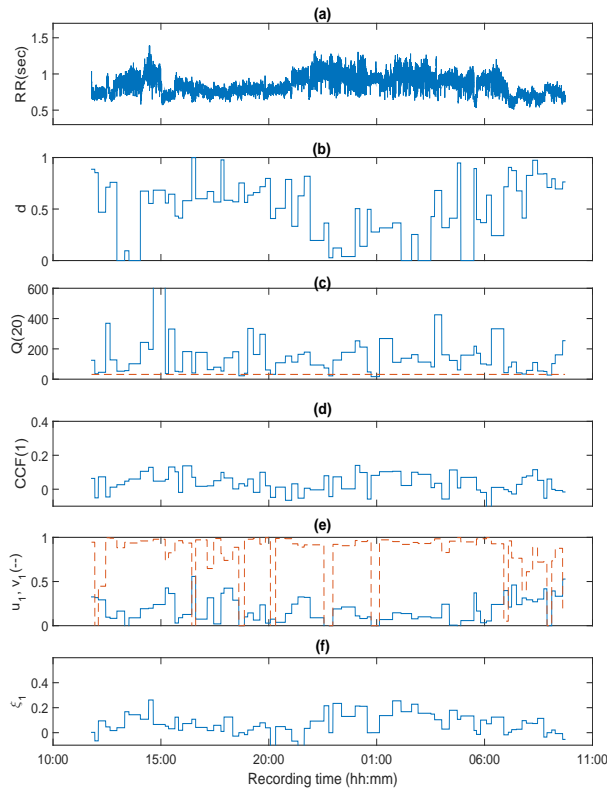 (a)
1.5
1
0.5
RR(sec)
(b)
1
0.5
0
d
(c)
600
400
200
0
Q(20)
(d)
0.4
0.2
0
CCF(1)
(e)
1
0.5
0
u1, v1(--)
(f)
0.4
0.2
0
ξ1
10:00 15:00 20:00 01:00 06:00 11:00
Recording time (hh:mm)